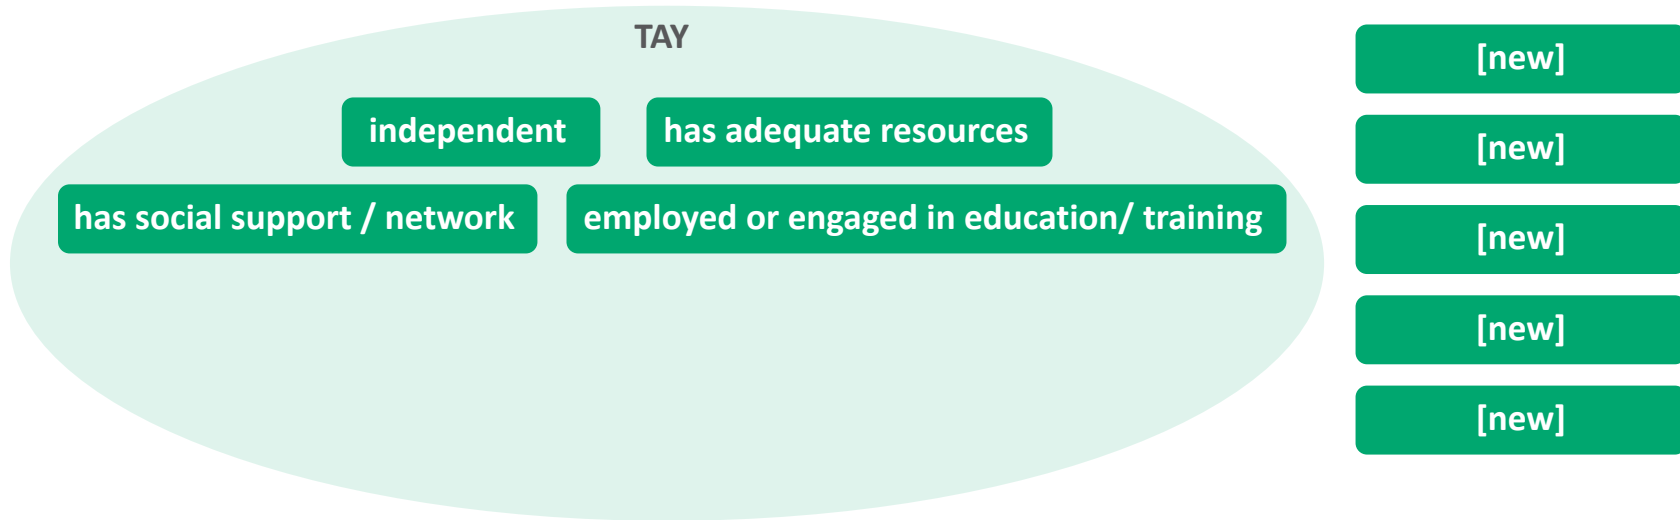 TAY
independent
has adequate resources
has social support / network
employed or engaged in education/ training
[new]
[new]
[new]
[new]
[new]